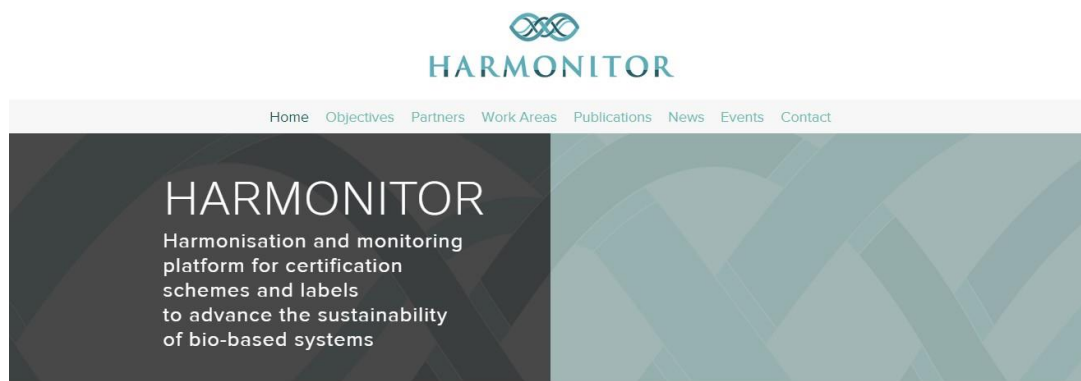 HARMONITOR
Home Objectives Partners Work Areas Publications News Events Contact
HARMONITOR
Harmonisation and monitoring
platform for certification
schemes and labels
to advance the sustainability
of bio-based systems